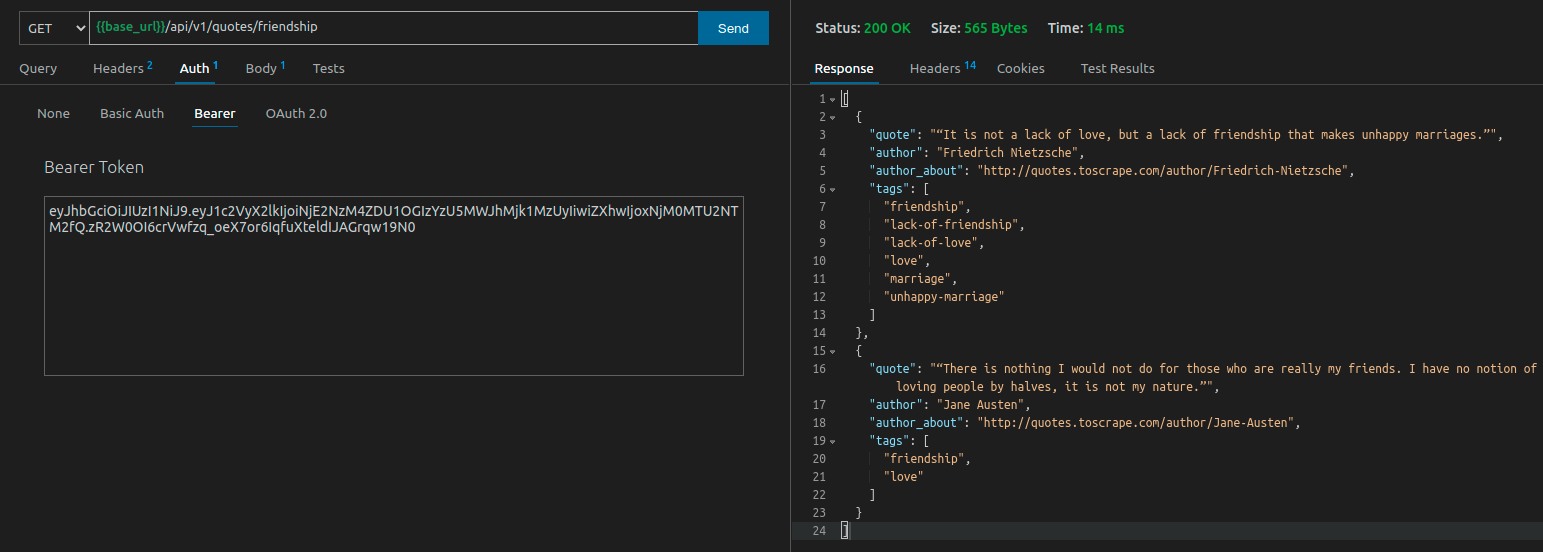 GET
{{base_url}}/api/v1/quotes/friendship
Send
Query Headers 2 Auth 1 Body 1 Tests
None Basic Auth Bearer OAuth 2.0
Bearer Token
eyJhbGciOiJIUzI1NiJ9.eyJ1c2VyX2lkIjoiNjE2NzM4ZDU1OGIzYzU5MWJhMjk1MzUyIiwiZXhwIjoxNjM0MTU2NT
M2fQ.zR2W0OI6crVwfzq_oeX7or6IqfuXteldIJAGrqw19N0
Status: 200 OK Size: 565 Bytes Time: 14 ms
Response Headers 14 Cookies Test Results
1 [
2 {
3 "quote": "“It is not a lack of love, but a lack of friendship that makes unhappy marriages.”",
4 "author": "Friedrich Nietzsche",
5 "author_about": "http://quotes.toscrape.com/author/Friedrich-Nietzsche",
6 "tags": [
7 "friendship",
8 "lack-of-friendship",
9 "lack-of-love",
10 "love",
11 "marriage",
12 "unhappy-marriage"
13 ]
14 },
15 {
16 "quote": "“There is nothing I would not do for those who are really my friends. I have no notion of
loving people by halves, it is not my nature.”",
17 "author": "Jane Austen",
18 "author_about": "http://quotes.toscrape.com/author/Jane-Austen",
19 "tags": [
20 "friendship",
21 "love"
22 ]
23 }
24 ]